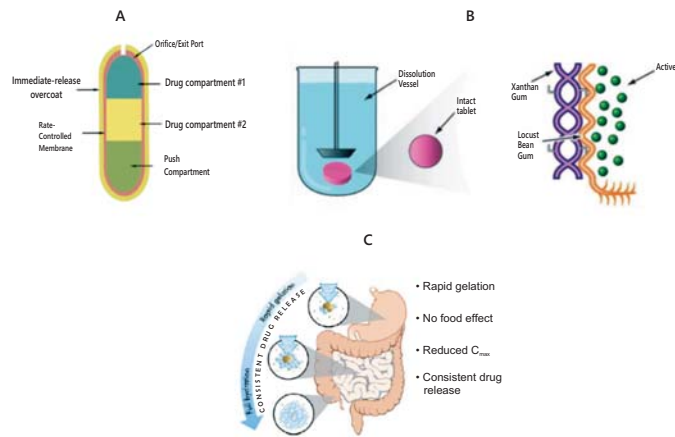 A
Orifice/Exit Port
Immediate-release
overcoat
Drug compartment #1
Rate-
Controlled
Membrane
Drug compartment #2
Push
Compartment
B
Dissolution
Vessel
Intact
tablet
Xanthan
Gum
Active
Locust
Bean
Gum
C
Rapid gelation
CONSISTENT DRUG RELEASE
Full hydration
• Rapid gelation
• No food effect
• Reduced Cmax
• Consistent drug
release